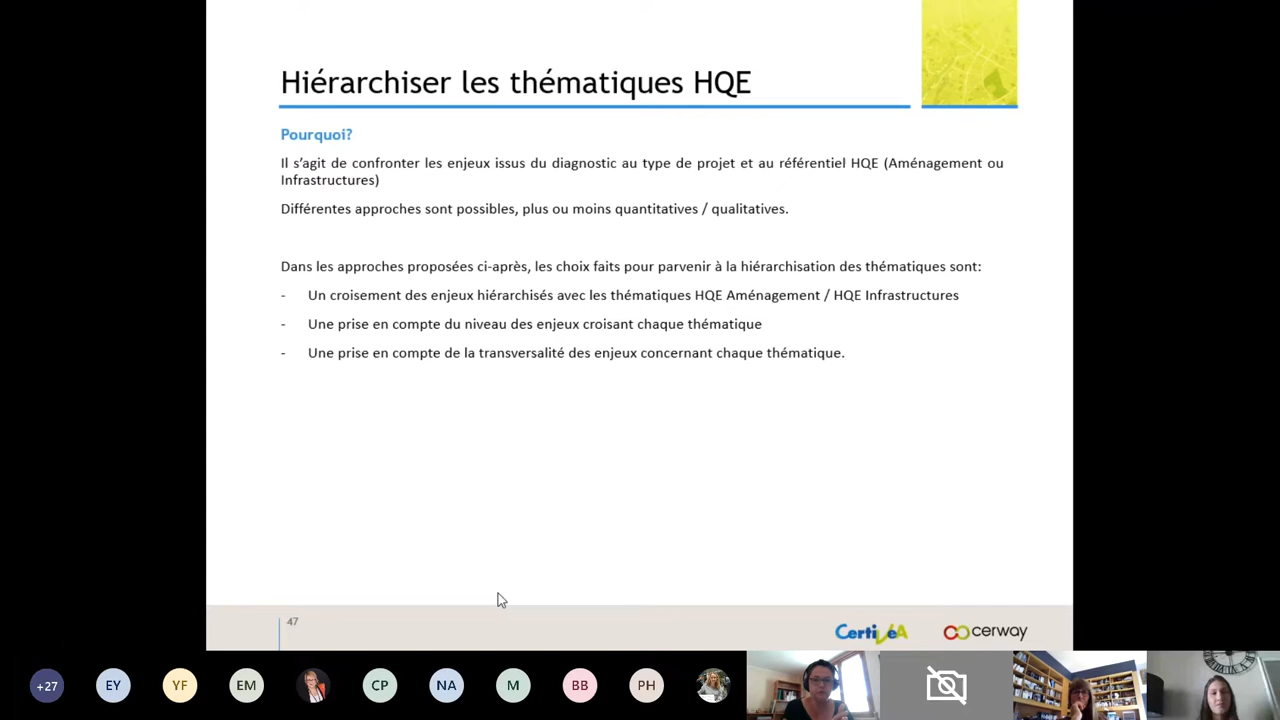 Hiérarchiser les thématiques HQE
Pourquoi?
Il s'agit de confronter les enjeux issus du diagnostic au type de projet et au référentiel HQE (Aménagement ou
Infrastructures)
Différentes approches sont possibles, plus ou moins quantitatives / qualitatives.
Dans les approches proposées ci-après, les choix faits pour parvenir à la hiérarchisation des thématiques sont:
- Un croisement des enjeux hiérarchisés avec les thématiques HQE Aménagement / HQE Infrastructures
- Une prise en compte du niveau des enjeux croisant chaque thématique
- Une prise en compte de la transversalité des enjeux concernant chaque thématique.
47
CertivéA
cerway
+27 EY YF EM CP NA M BB PH